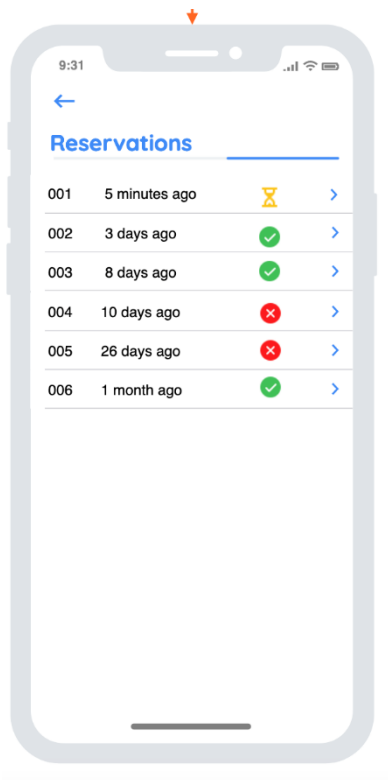 9:31
Reservations
001 5 minutes ago
002 3 days ago
003 8 days ago
004 10 days ago
005 26 days ago
006 1 month ago